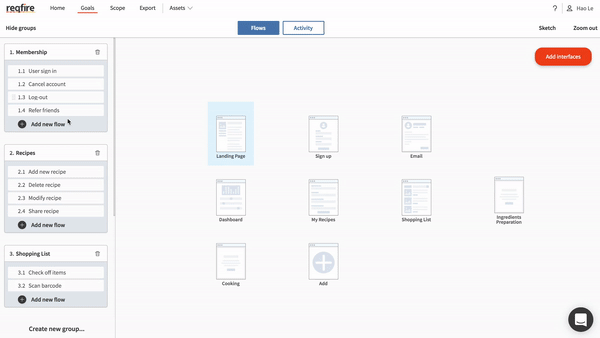 reqfire
Home
Goals
Scope
Export
Assets
?
Hao Le
Hide groups
Flows
Activity
Sketch
Zoom out
1. Membership
1.1 User sign in
1.2 Cancel account
1.3 Log-out
1.4 Refer friends
Add new flow
2. Recipes
2.1 Add new recipe
2.2 Delete recipe
2.3 Modify recipe
2.4 Share recipe
Add new flow
3. Shopping List
3.1 Check off items
3.2 Scan barcode
Add new flow
Create new group...
Add interfaces
Landing Page
Sign up
Email
Dashboard
My Recipes
Shopping List
Ingredients
Preparation
Cooking
Add